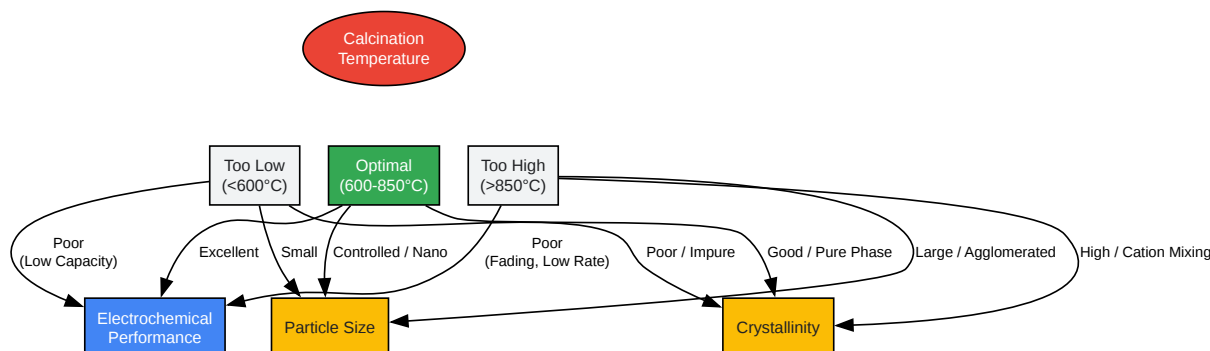 Calcination
Temperature
Too Low
(<600°C)
Optimal
(600-850°C)
Too High
(>850°C)
Poor
(Low Capacity)
Excellent
Small
Controlled / Nano
Poor
(Fading, Low Rate)
Poor / Impure
Good / Pure Phase
Large / Agglomerated
High / Cation Mixing
Electrochemical
Performance
Particle Size
Crystallinity